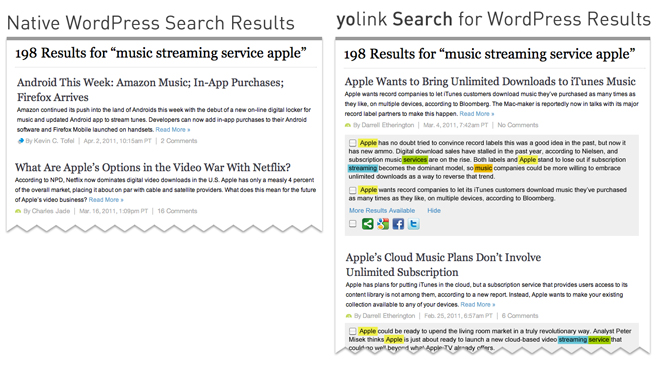 Native WordPress Search Results
198 Results for “music streaming service apple”
Android This Week: Amazon Music; In-App Purchases;
Firefox Arrives
Amazon continued its push into the land of Androids this week with the debut of a new on-line digital locker for
music and updated Android app to stream tunes. Developers can now add in-app purchases to their Android
software and Firefox Mobile launched on handsets. Read More »
By Kevin C. Tofel | Apr. 2, 2011, 10:15am PT | 2 Comments
What Are Apple’s Options in the Video War With Netflix?
According to NPD, Netflix now dominates digital video downloads in the U.S. Apple has only a measly 4 percent
of the overall market, placing it about on par with cable and satellite providers. What does this mean for the future
of Apple’s video business? Read More »
By Charles Jade | Mar. 16, 2011, 1:09pm PT | 16 Comments
yolink Search for WordPress Results
198 Results for “music streaming service apple”
Apple Wants to Bring Unlimited Downloads to iTunes Music
Apple wants record companies to let iTunes customers download music they’ve purchased as many times as
they like, on multiple devices, according to Bloomberg. The Mac-maker is reportedly now in talks with its major
record label partners to make this happen. Read More »
By Darrell Etherington | Mar. 4, 2011, 7:42am PT | No Comments
Apple has no doubt tried to convince record labels this was a good idea in the past, but now it
has new ammo. Digital download sales have stalled in the past year, according to Nielsen, and
subscription music services are on the rise. Both labels and Apple stand to lose out if subscription
streaming becomes the dominant model, so music companies could be more willing to embrace
unlimited downloads as a way to reverse that trend.
Apple wants record companies to let its iTunes customers download music they’ve purchased
as many times as they like, on multiple devices, according to Bloomberg.
More Results Available Hide
Apple’s Cloud Music Plans Don’t Involve
Unlimited Subscription
Apple has plans for putting iTunes in the cloud, but a subscription service that provides users access to its
content library is not among them, according to a new report. Instead, Apple wants to make your existing
collection available to any of your devices. Read More »
By Darrell Etherington | Feb. 25, 2011, 6:57am PT | 6 Comments
Apple could be ready to upend the living room market in a truly revolutionary way. Analyst Peter
Misek thinks Apple is just about ready to launch a new cloud-based video streaming service that
could go well beyond what Apple TV already offers.